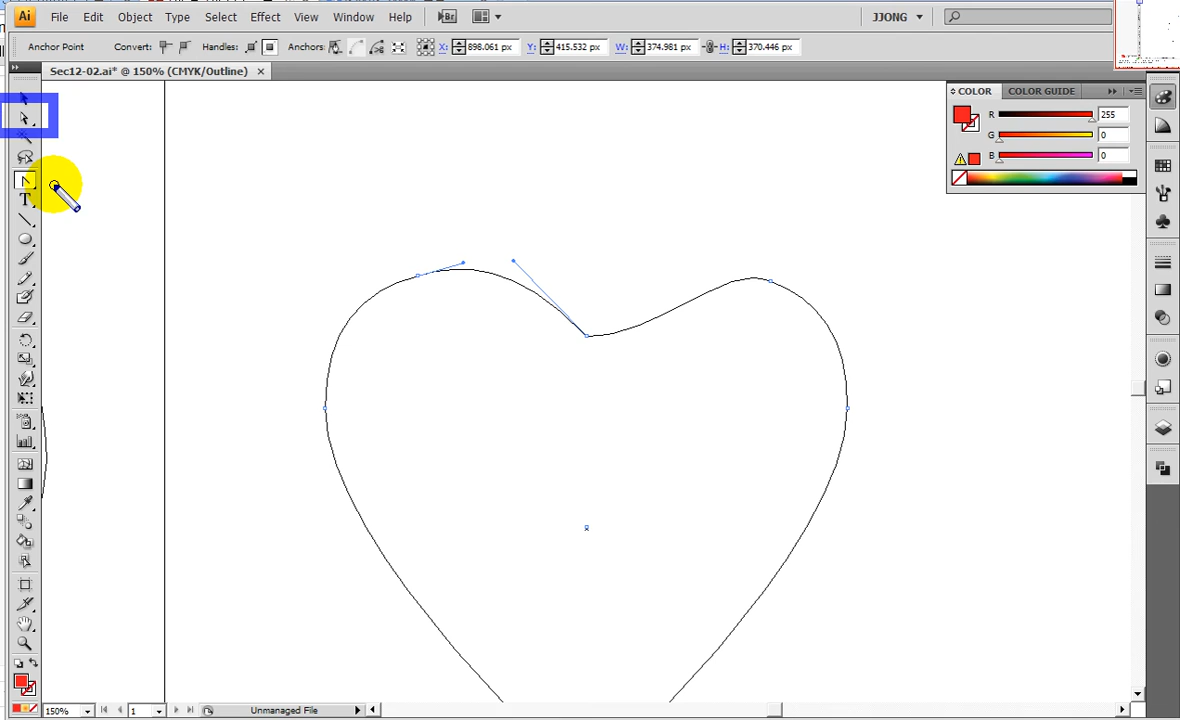 Ai File Edit Object Type Select Effect View Window Help Br JJONG
Anchor Point Convert: Handles: Anchors: X: 898.061 px Y: 415.532 px W: 374.981 px H: 370.446 px
Sec12-02.ai* @ 150% (CMYK/Outline)
COLOR COLOR GUIDE
R 255
G 0
B 0
T
150% 1 Unmanaged File